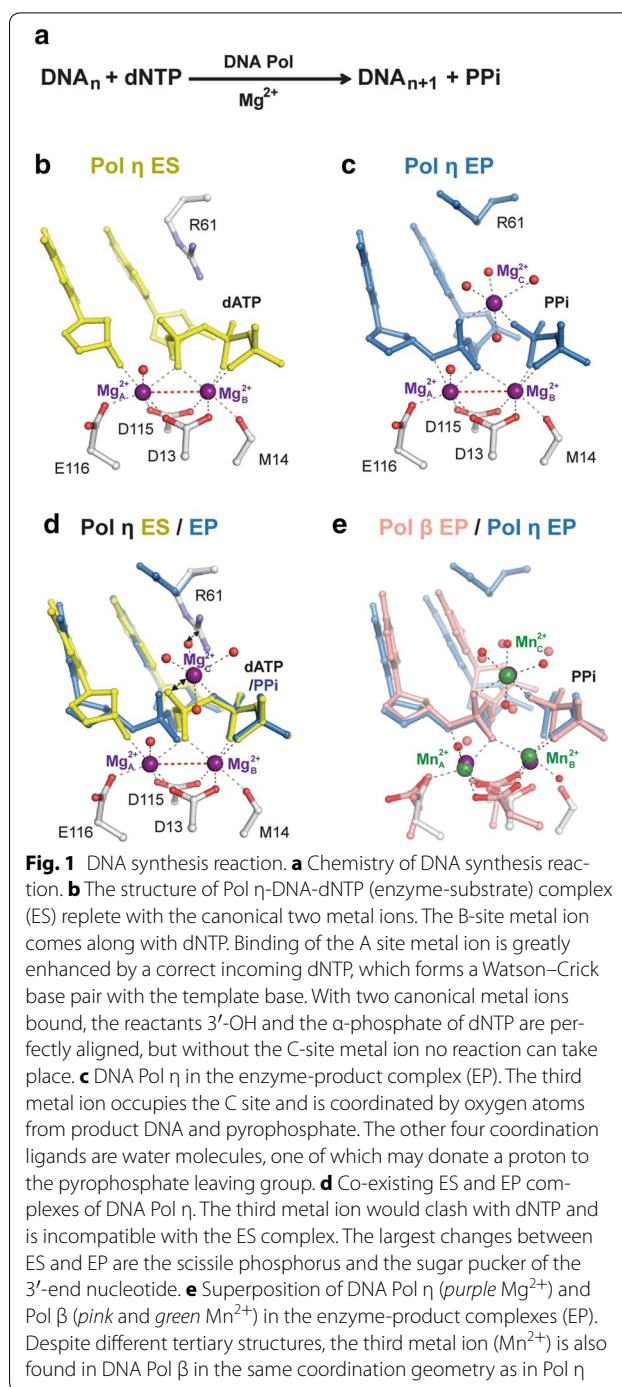 a
DNAn + dNTP DNA Pol Mg2+ DNAn+1 + PPi
b Pol η ES
c Pol η EP
R61
dATP
Mg2+A
Mg2+B
D115
E116
D13
M14
R61
Mg2+C
PPi
Mg2+A
Mg2+B
D115
E116
D13
M14
d Pol η ES / EP
e Pol β EP / Pol η EP
R61
Mg2+C
dATP
/PPi
Mg2+A
Mg2+B
D115
E116
D13
M14
Mn2+C
PPi
Mn2+A
Mn2+B
Fig. 1 DNA synthesis reaction. a Chemistry of DNA synthesis reac-
tion. b The structure of Pol η-DNA-dNTP (enzyme-substrate) complex
(ES) replete with the canonical two metal ions. The B-site metal ion
comes along with dNTP. Binding of the A site metal ion is greatly
enhanced by a correct incoming dNTP, which forms a Watson–Crick
base pair with the template base. With two canonical metal ions
bound, the reactants 3′-OH and the α-phosphate of dNTP are per-
fectly aligned, but without the C-site metal ion no reaction can take
place. c DNA Pol η in the enzyme-product complex (EP). The third
metal ion occupies the C site and is coordinated by oxygen atoms
from product DNA and pyrophosphate. The other four coordination
ligands are water molecules, one of which may donate a proton to
the pyrophosphate leaving group. d Co-existing ES and EP com-
plexes of DNA Pol η. The third metal ion would clash with dNTP and
is incompatible with the ES complex. The largest changes between
ES and EP are the scissile phosphorus and the sugar pucker of the
3′-end nucleotide. e Superposition of DNA Pol η (purple Mg2+) and
Pol β (pink and green Mn2+) in the enzyme-product complexes (EP).
Despite different tertiary structures, the third metal ion (Mn2+) is also
found in DNA Pol β in the same coordination geometry as in Pol η